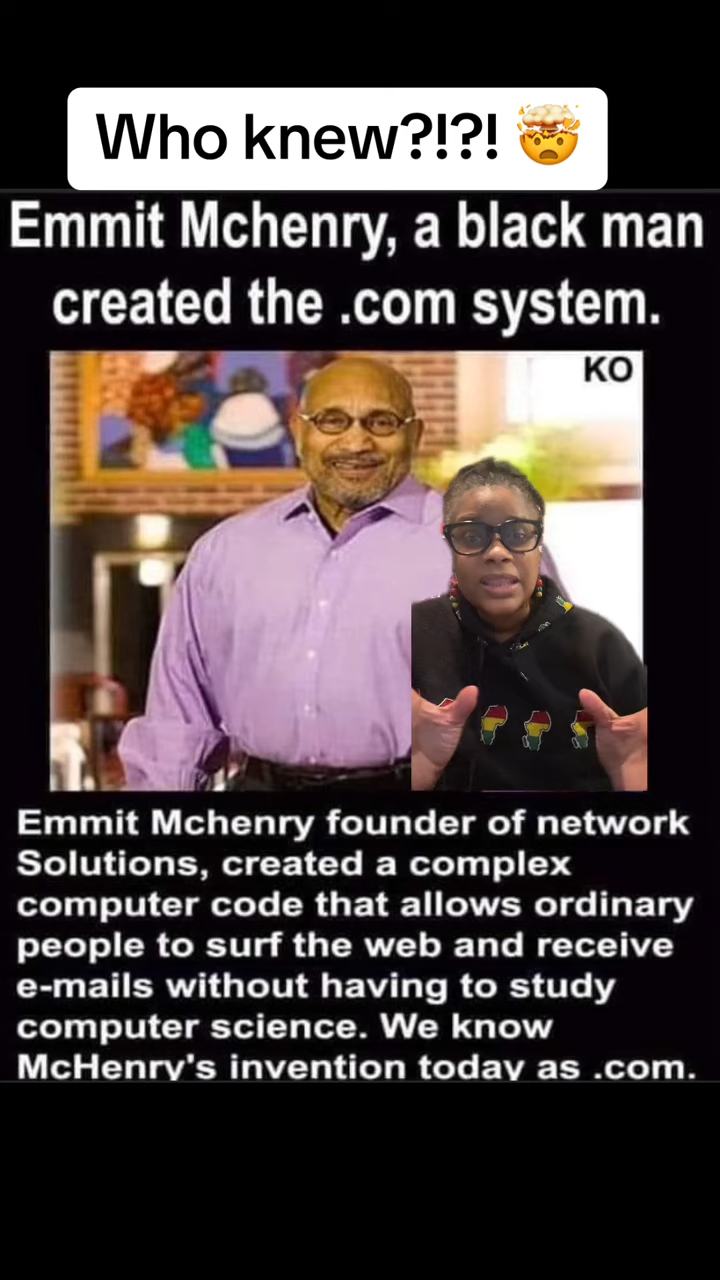 Who knew?!?! 🤯
Emmit Mchenry, a black man
created the .com system.
KO
Emmit Mchenry founder of network
Solutions, created a complex
computer code that allows ordinary
people to surf the web and receive
e-mails without having to study
computer science. We know
McHenry's invention today as .com.